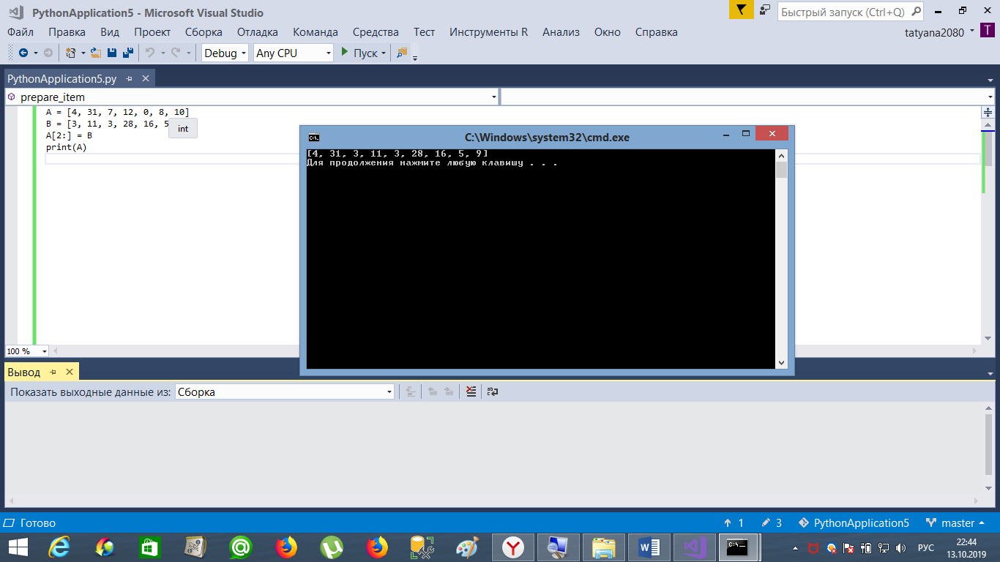 PythonApplication5 - Microsoft Visual Studio
Быстрый запуск (Ctrl+Q)
Файл Правка Вид Проект Сборка Отладка Команда Средства Тест Инструменты R Анализ Окно Справка
tatyana2080 T
Debug Any CPU Пуск
PythonApplication5.py
prepare_item
A = [4, 31, 7, 12, 0, 8, 10]
B = [3, 11, 3, 28, 16, 5
int
A[2:] = B
print(A)
C:\Windows\system32\cmd.exe
[4, 31, 3, 11, 3, 28, 16, 5, 9]
Для продолжения нажмите любую клавишу . . .
100 %
Вывод
Показать выходные данные из: Сборка
Готово
1 3 PythonApplication5 master
РУС
22:44
13.10.2019